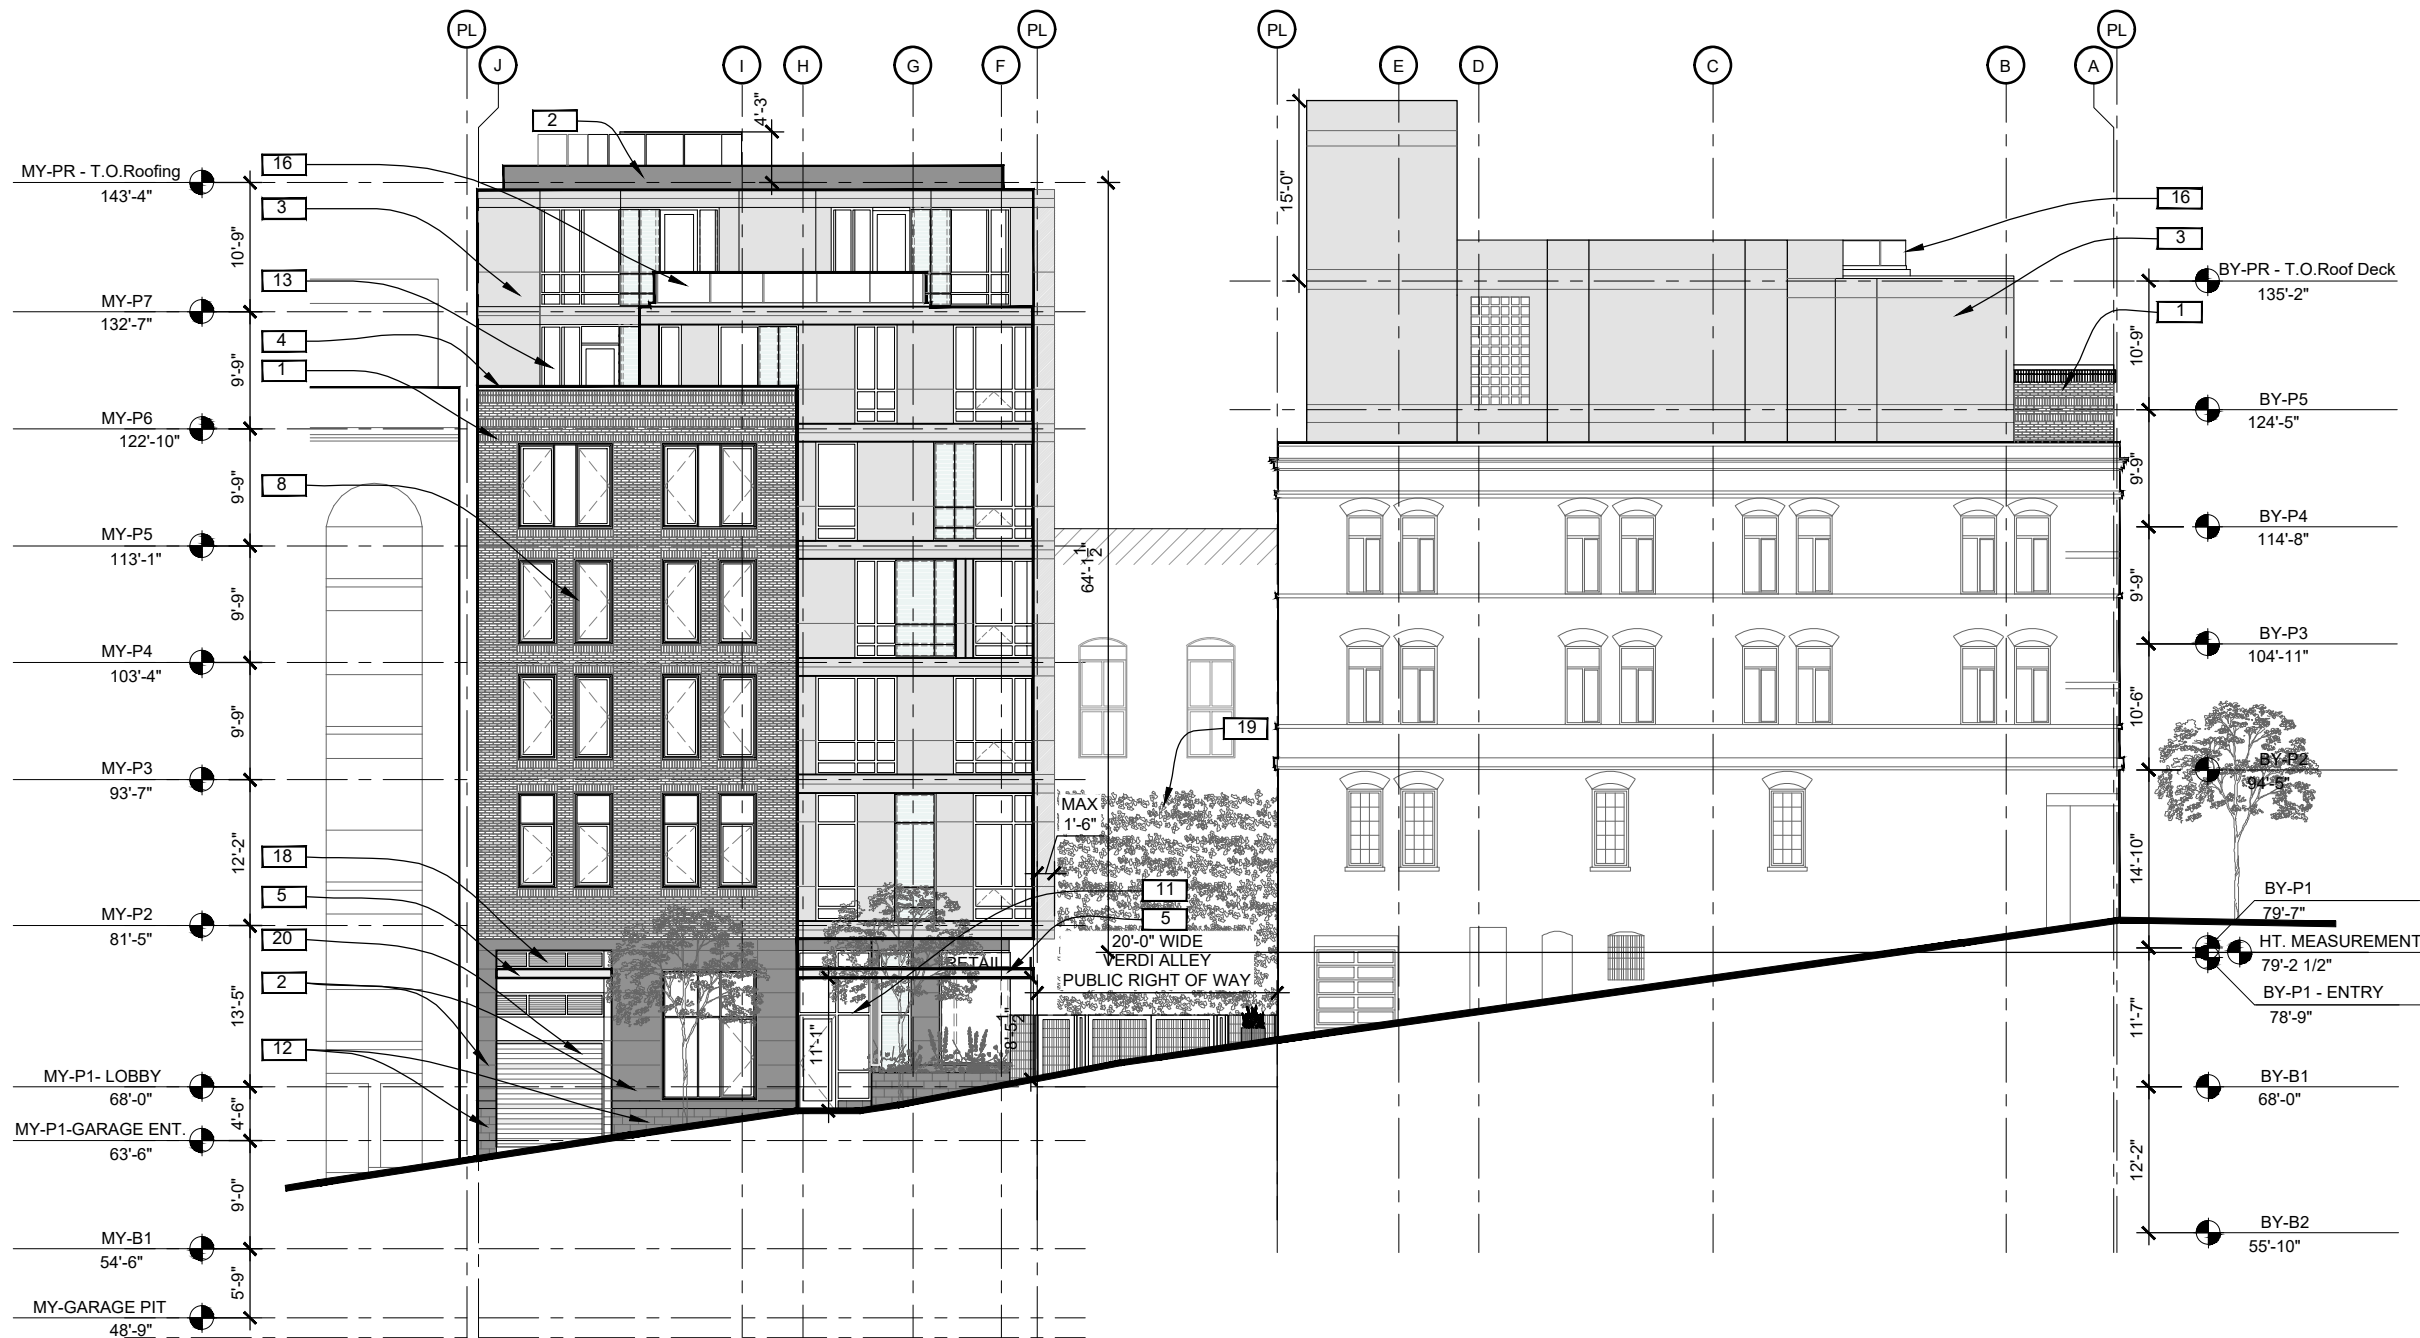 PL
J
I
H
G
F
PL
PL
E
D
C
B
A
PL
2
4'-3"
16
MY-PR - T.O.Roofing
143'-4"
3
10'-9"
13
MY-P7
132'-7"
4
9'-9"
1
MY-P6
122'-10"
8
9'-9"
MY-P5
113'-1"
9'-9"
MY-P4
103'-4"
9'-9"
MY-P3
93'-7"
12'-2"
18
5
MY-P2
81'-5"
20
2
13'-5"
12
MY-P1- LOBBY
68'-0"
4'-6"
MY-P1-GARAGE ENT.
63'-6"
9'-0"
MY-B1
54'-6"
5'-9"
MY-GARAGE PIT
48'-9"
64'-1 1/2"
19
MAX
1'-6"
11
5
20'-0" WIDE
VERDI ALLEY
PUBLIC RIGHT OF WAY
RETAIL
11'-1"
8'-5 1/2"
15'-0"
16
3
BY-PR - T.O.Roof Deck
135'-2"
1
10'-9"
BY-P5
124'-5"
9'-9"
BY-P4
114'-8"
9'-9"
BY-P3
104'-11"
10'-6"
BY-P2
94'-5"
14'-10"
BY-P1
79'-7"
HT. MEASUREMENT
79'-2 1/2"
BY-P1 - ENTRY
78'-9"
11'-7"
BY-B1
68'-0"
12'-2"
BY-B2
55'-10"